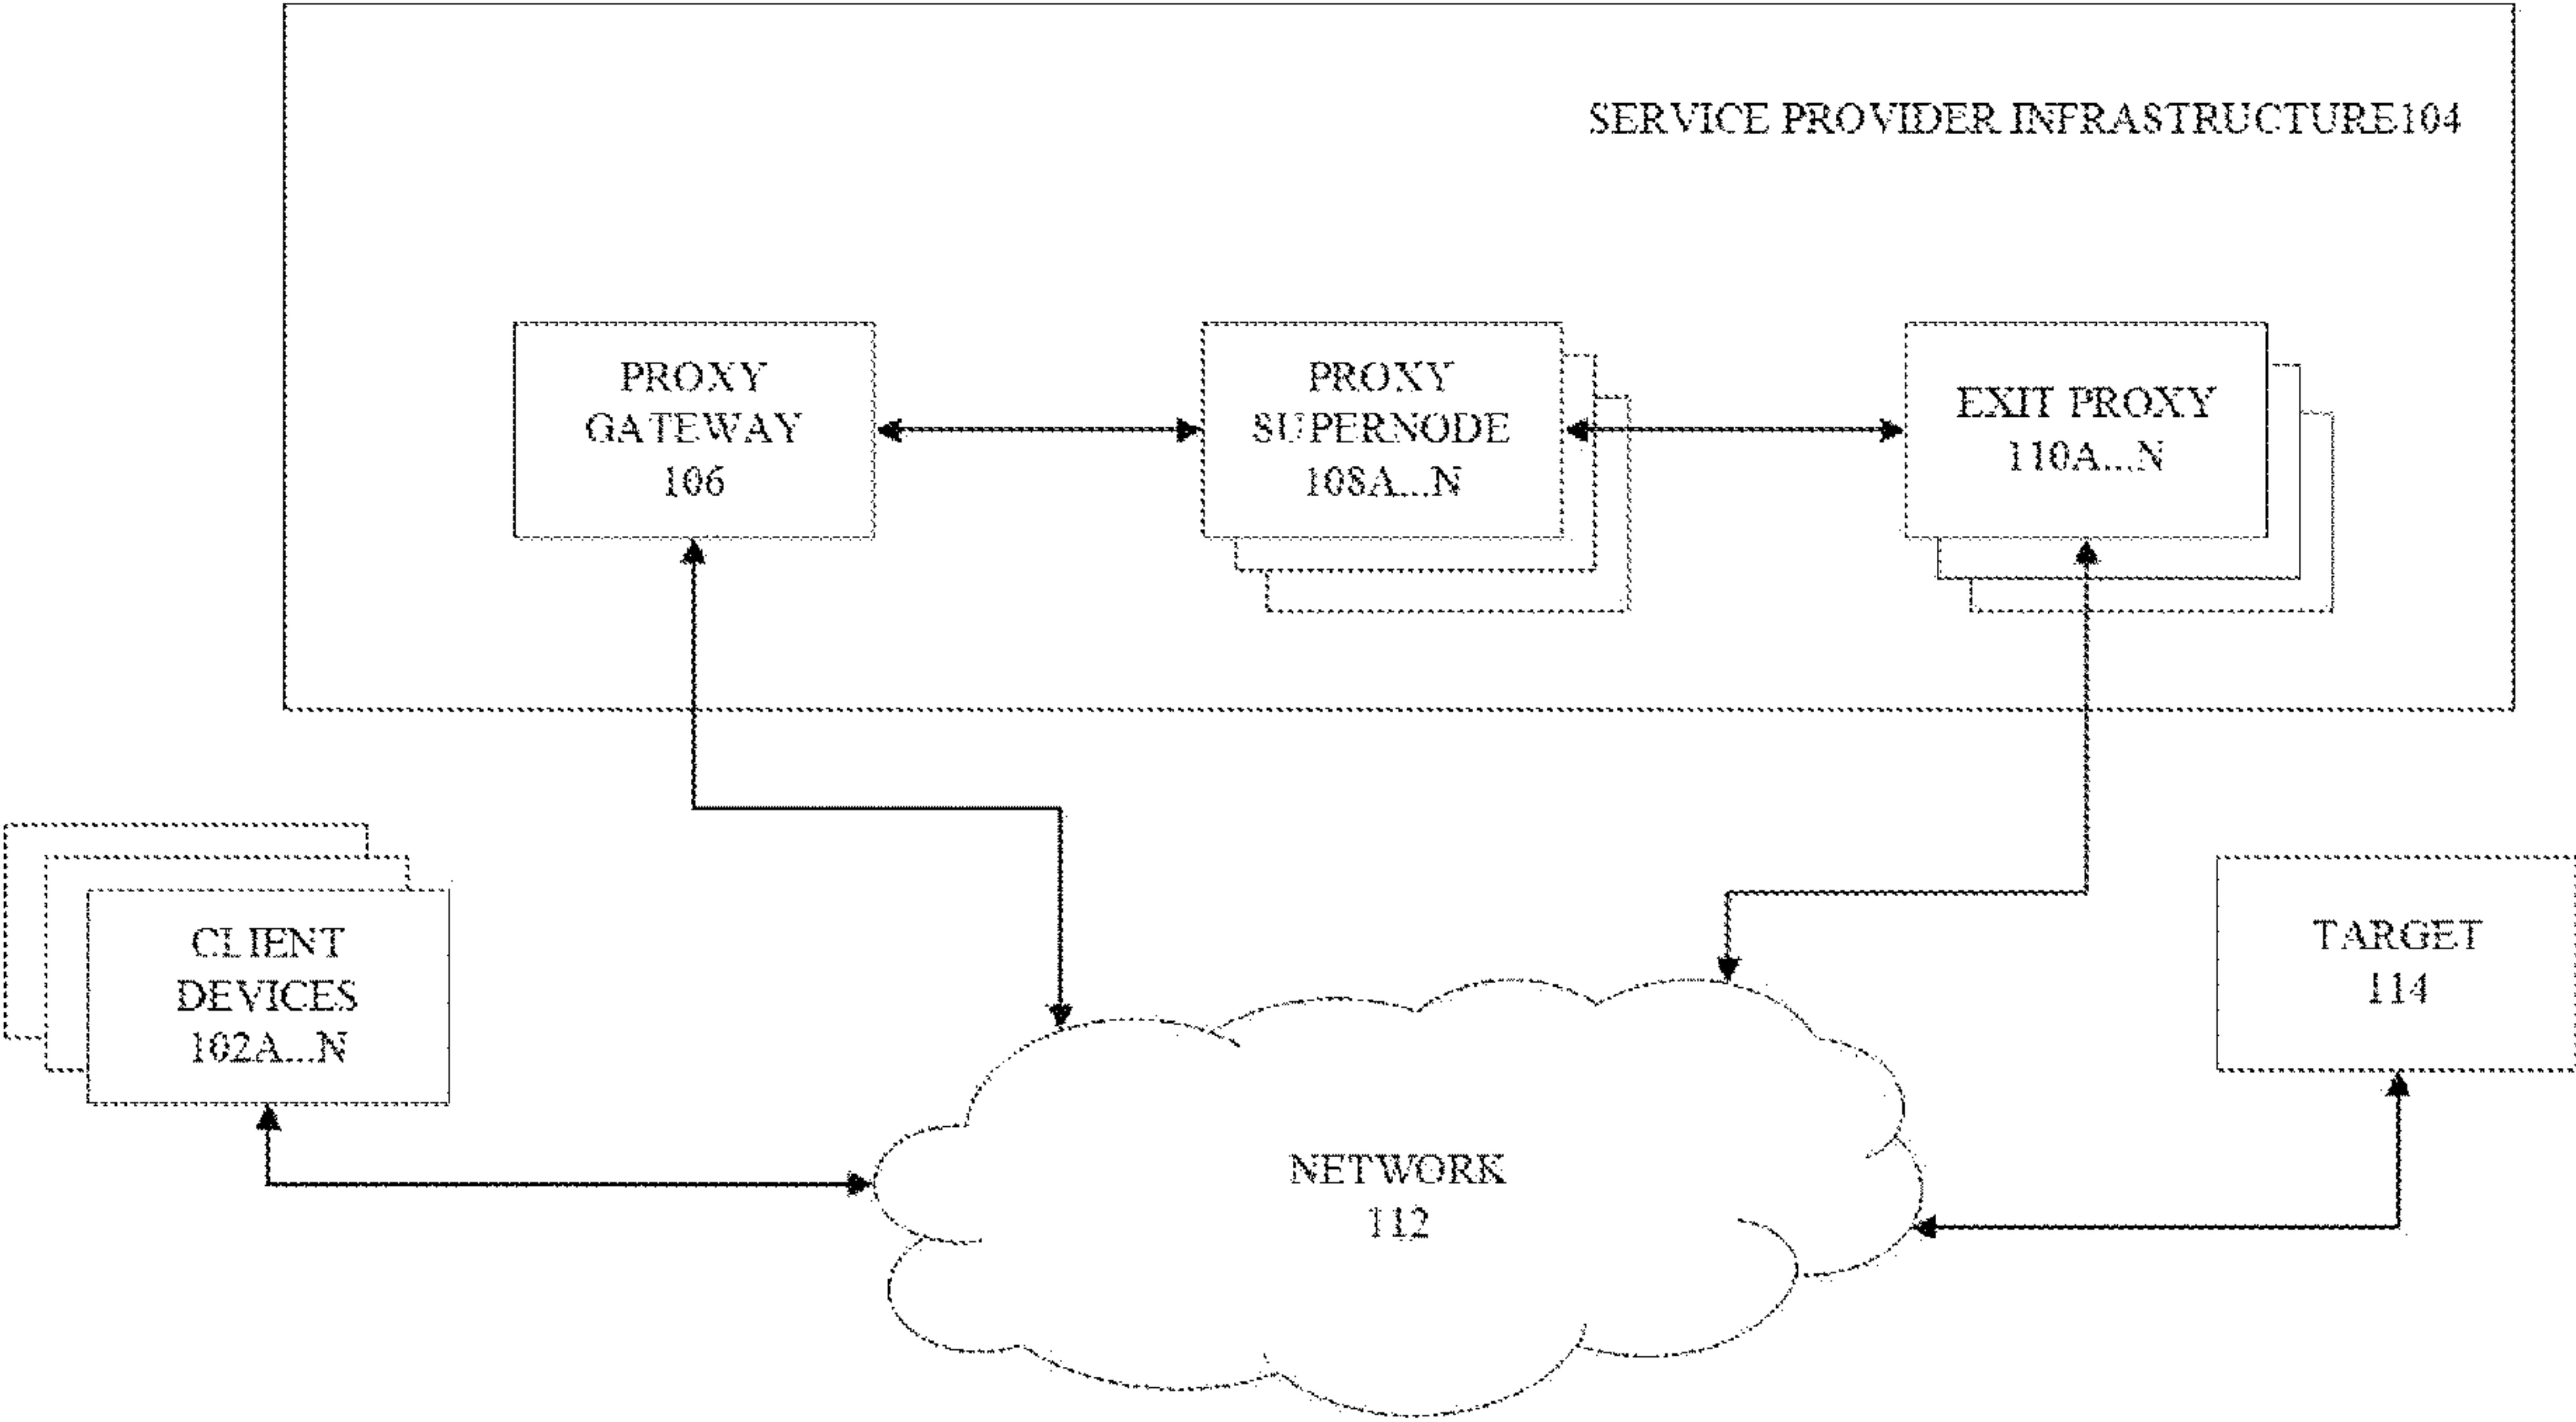 SERVICE PROVIDER INFRASTRUCTURE104
PROXY
GATEWAY
106
PROXY
SUPERNODE
108A...N
EXIT PROXY
110A...N
CLIENT
DEVICES
102A...N
TARGET
114
NETWORK
112